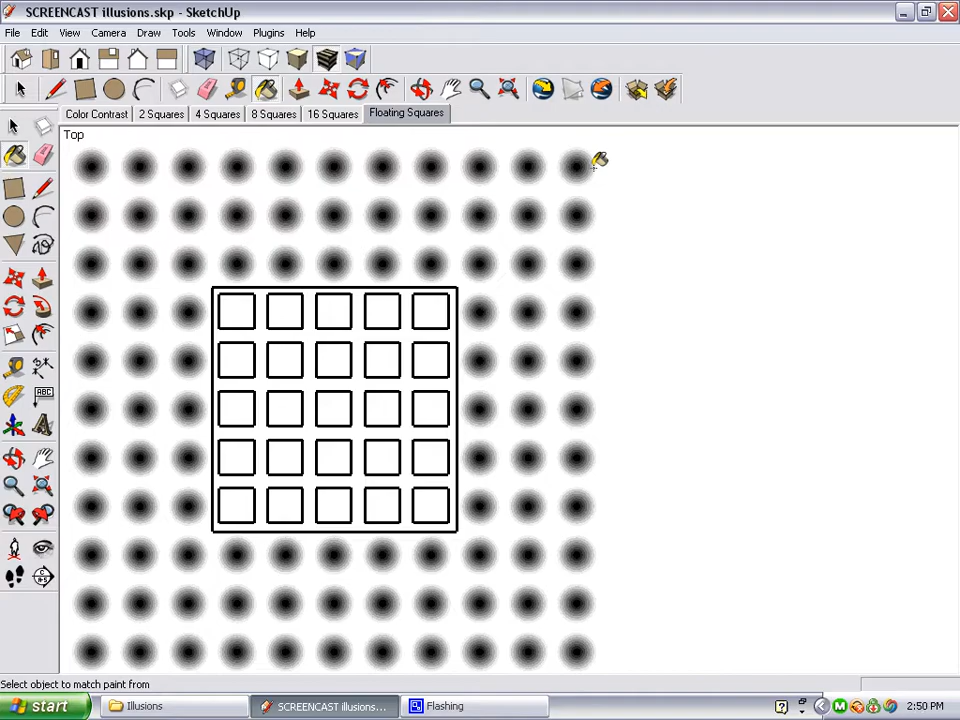 SCREENCAST illusions.skp - SketchUp
File Edit View Camera Draw Tools Window Plugins Help
Color Contrast 2 Squares 4 Squares 8 Squares 16 Squares Floating Squares
Top
ABC
Select object to match paint from
start Illusions SCREENCAST illusions... Flashing 2:50 PM